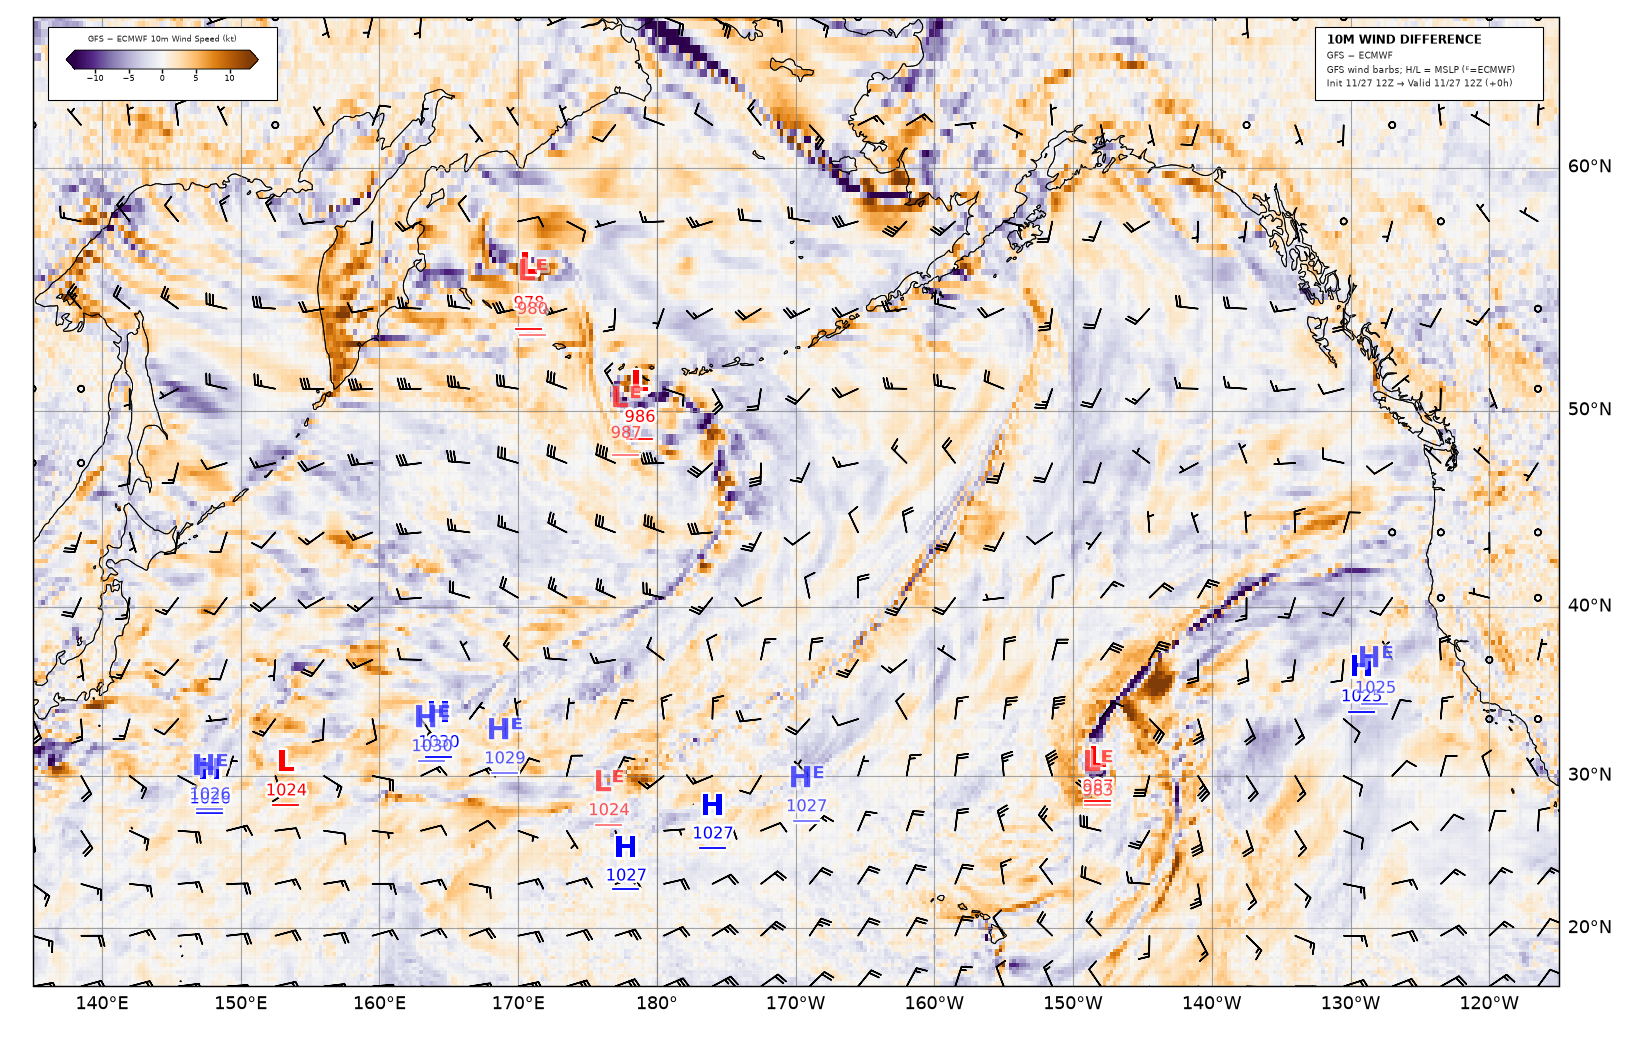 GFS − ECMWF 10m Wind Speed (kt)
−10 −5 0 5 10
10M WIND DIFFERENCE
GFS − ECMWF
GFS wind barbs; H/L = MSLP (ᴱ=ECMWF)
Init 11/27 12Z → Valid 11/27 12Z (+0h)
60°N
50°N
40°N
30°N
20°N
L
L E
980
L
L E
986
987
H E
H
1025
H E
1030
1030
H E
1029
H E
1026
L
1024
L E
1024
H
1027
H E
1027
L
L E
983
H
1027
140°E 150°E 160°E 170°E 180° 170°W 160°W 150°W 140°W 130°W 120°W